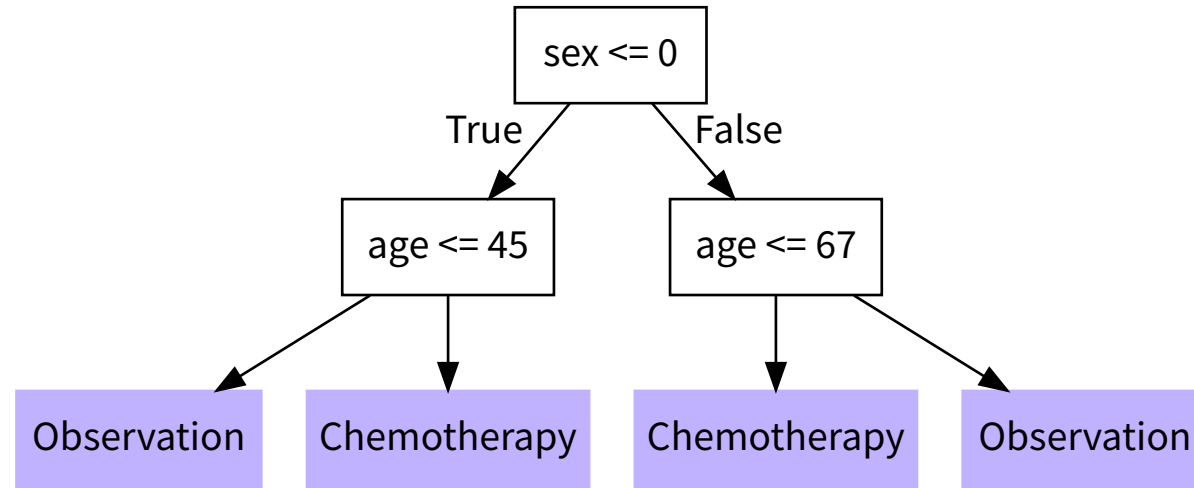 sex <= 0
True
False
age <= 45
age <= 67
Observation
Chemotherapy
Chemotherapy
Observation